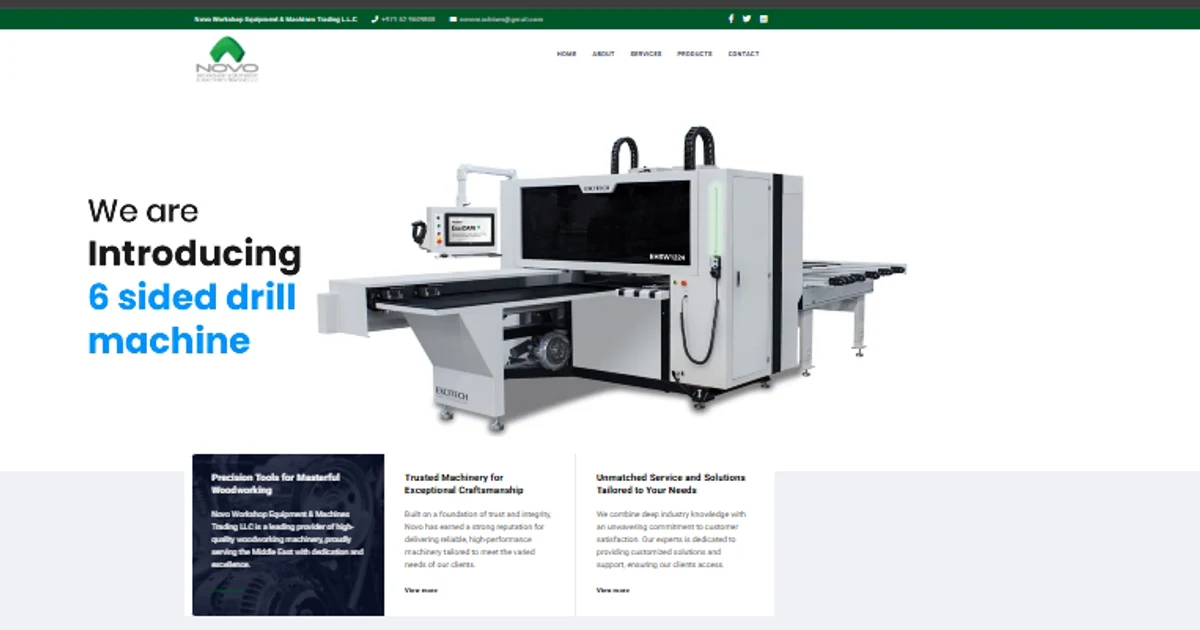 Novo Workshop Equipment & Machines Trading L.L.C
HOME ABOUT SERVICES PRODUCTS CONTACT
NOVO
We are
Introducing
6 sided drill
machine
EXCITECH
EHSW1224
EXCITECH
Precision Tools for Masterful
Woodworking
Novo Workshop Equipment & Machines
Trading LLC is a leading provider of high-
quality woodworking machinery, proudly
serving the Middle East with dedication and
excellence.
Trusted Machinery for
Exceptional Craftsmanship
Built on a foundation of trust and integrity,
Novo has earned a strong reputation for
delivering reliable, high-performance
machinery tailored to meet the varied
needs of our clients.
View more
Unmatched Service and Solutions
Tailored to Your Needs
We combine deep industry knowledge with
an unwavering commitment to customer
satisfaction. Our experts is dedicated to
providing customized solutions and
support, ensuring our clients access.
View more